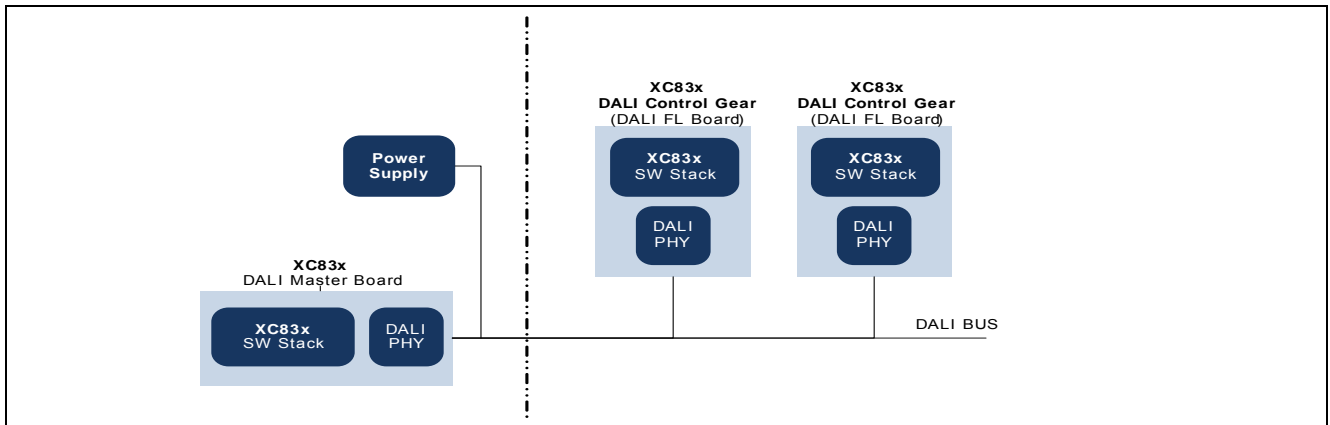 XC83x
DALI Control Gear
(DALI FL Board)
XC83x
SW Stack
DALI
PHY
XC83x
DALI Control Gear
(DALI FL Board)
XC83x
SW Stack
DALI
PHY
Power
Supply
XC83x
DALI Master Board
XC83x
SW Stack
DALI
PHY
DALI BUS